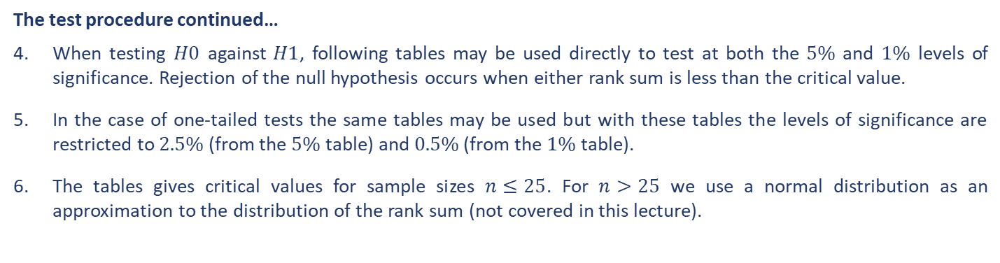 The test procedure continued...
4. When testing H0 against H1, following tables may be used directly to test at both the 5% and 1% levels of
significance. Rejection of the null hypothesis occurs when either rank sum is less than the critical value.
5. In the case of one-tailed tests the same tables may be used but with these tables the levels of significance are
restricted to 2.5% (from the 5% table) and 0.5% (from the 1% table).
6. The tables gives critical values for sample sizes n ≤ 25. For n > 25 we use a normal distribution as an
approximation to the distribution of the rank sum (not covered in this lecture).